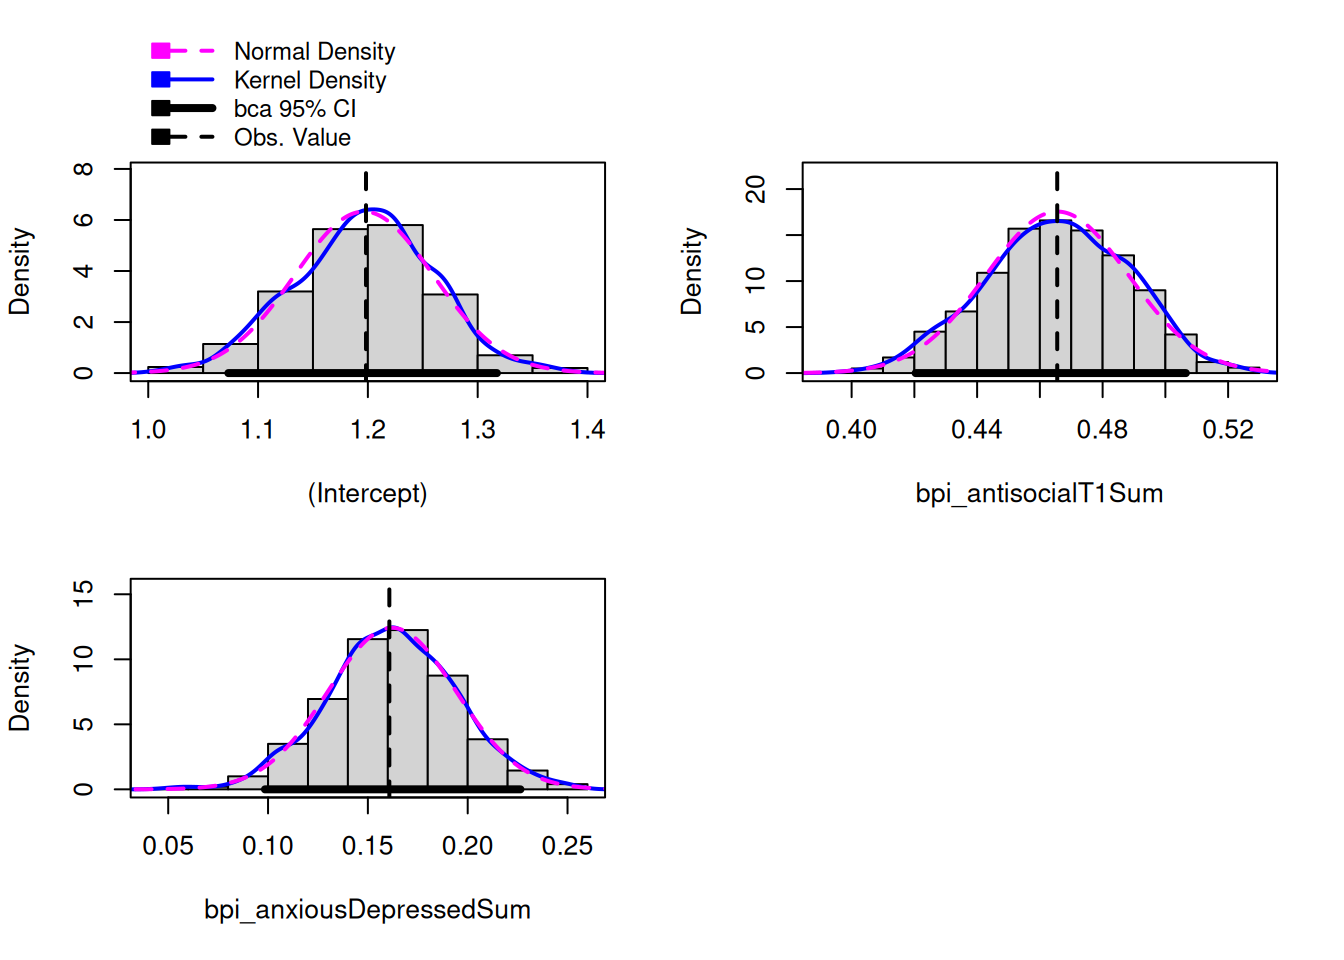 Normal Density
Kernel Density
bca 95% CI
Obs. Value
Density
8
6
4
2
0
1.0 1.1 1.2 1.3 1.4
(Intercept)
Density
20
10
5
0
0.40 0.44 0.48 0.52
bpi_antisocialT1Sum
Density
15
10
5
0
0.05 0.10 0.15 0.20 0.25
bpi_anxiousDepressedSum